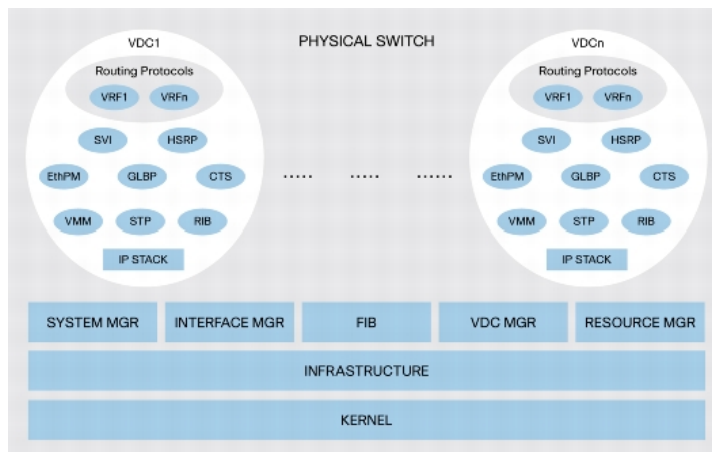 VDC1
PHYSICAL SWITCH
VDCn
Routing Protocols
VRF1 VRFn
SVI HSRP
EthPM GLBP CTS
VMM STP RIB
IP STACK
Routing Protocols
VRF1 VRFn
SVI HSRP
EthPM GLBP CTS
VMM STP RIB
IP STACK
..... ..... ......
SYSTEM MGR INTERFACE MGR FIB VDC MGR RESOURCE MGR
INFRASTRUCTURE
KERNEL